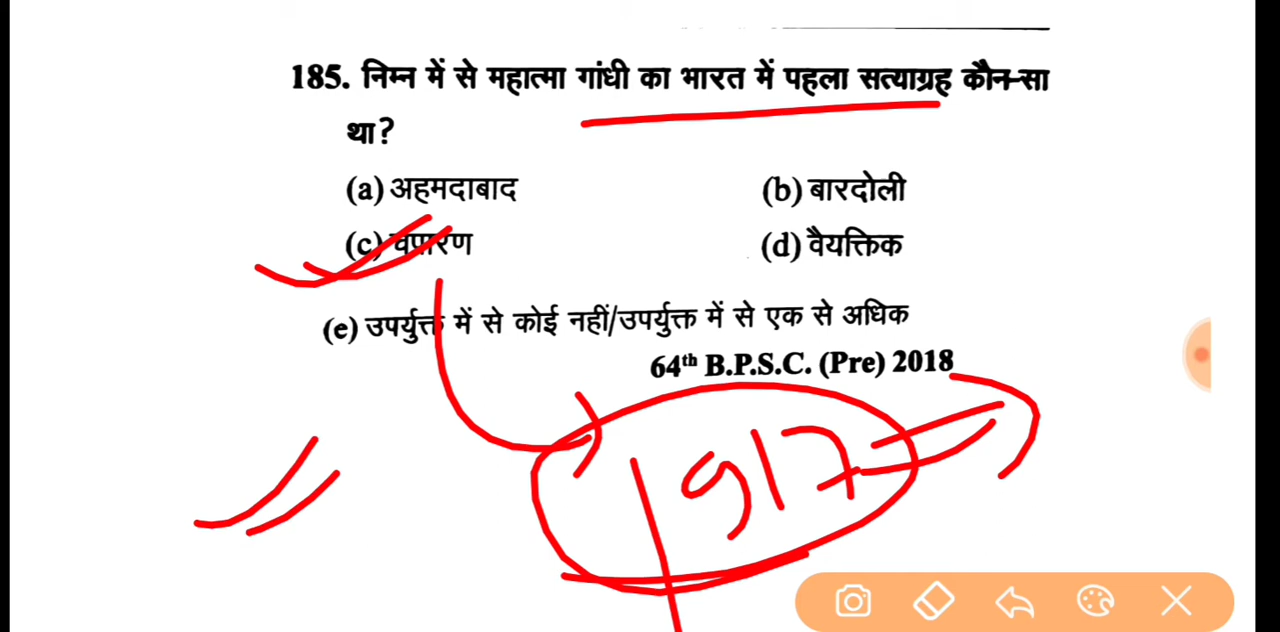 185. निम्न में से महात्मा गांधी का भारत में पहला सत्याग्रह कौन-सा
था?
(a) अहमदाबाद (b) बारदोली
(c) चंपारण (d) वैयक्तिक
(e) उपर्युक्त में से कोई नहीं/उपर्युक्त में से एक से अधिक
64th B.P.S.C. (Pre) 2018
1917